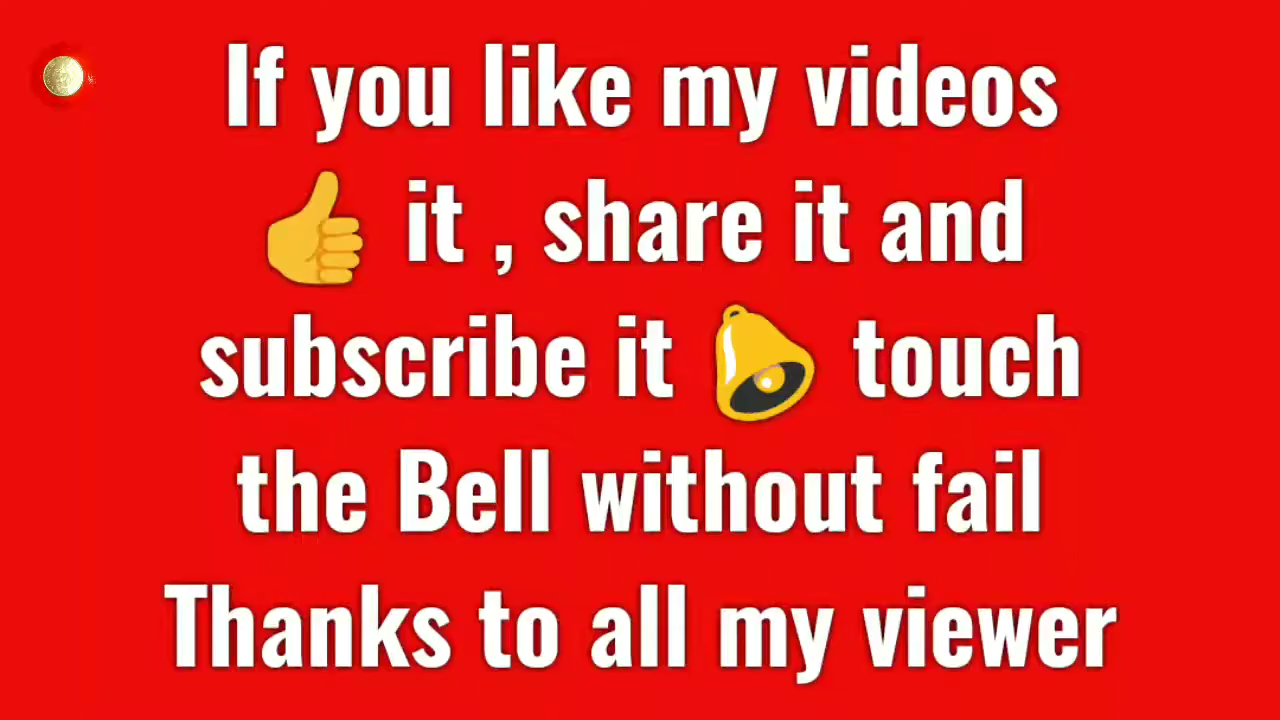 If you like my videos
👍 it , share it and
subscribe it 🔔 touch
the Bell without fail
Thanks to all my viewer